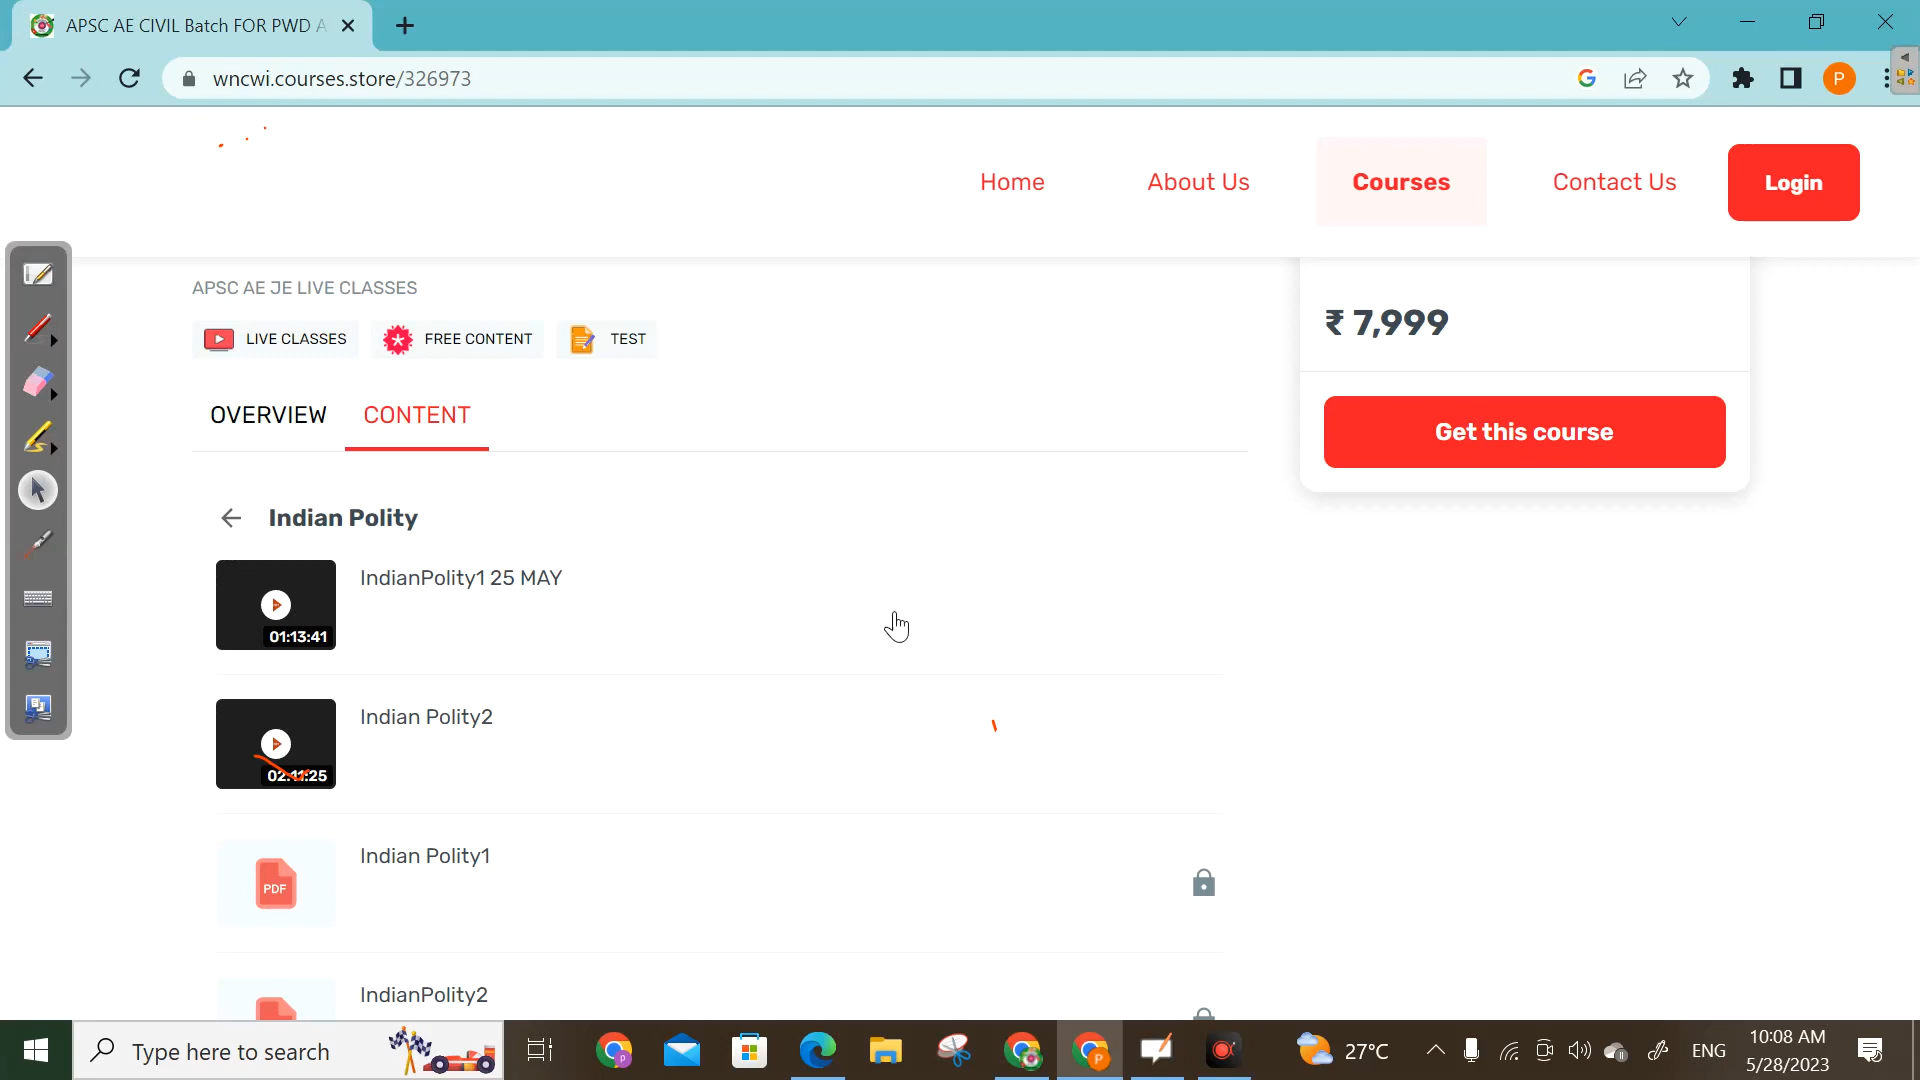 APSC AE CIVIL Batch FOR PWD A
wncwi.courses.store/326973
P
Home
About Us
Courses
Contact Us
Login
APSC AE JE LIVE CLASSES
LIVE CLASSES
FREE CONTENT
TEST
₹ 7,999
OVERVIEW
CONTENT
Get this course
Indian Polity
IndianPolity1 25 MAY
01:13:41
Indian Polity2
02:11:25
Indian Polity1
PDF
IndianPolity2
Type here to search
27°C
ENG
10:08 AM
5/28/2023